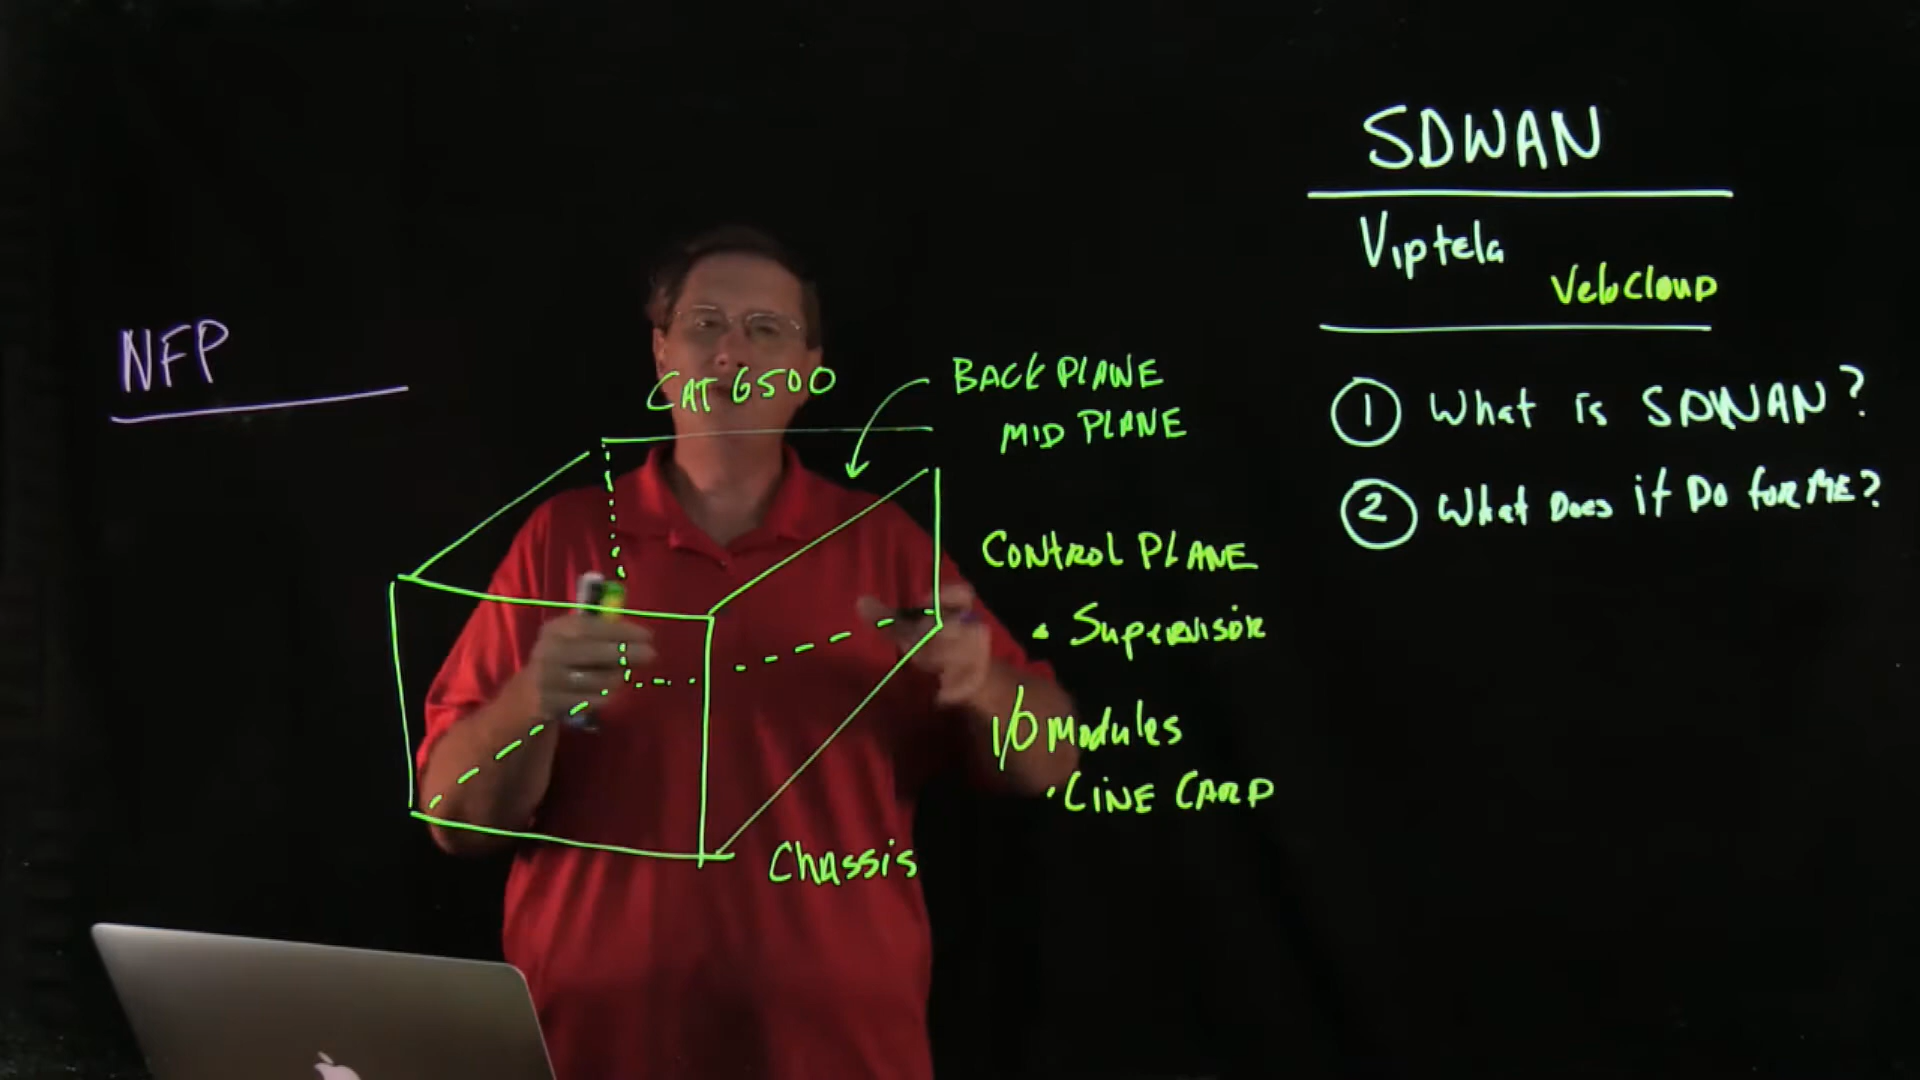 SDWAN
Viptela
VeloCloud
NFP
CAT 6500
BACK PLANE
MID PLANE
① What is SDWAN?
② What Does it Do for ME?
CONTROL PLANE
• Supervisor
I/O Modules
• LINE CARD
Chassis